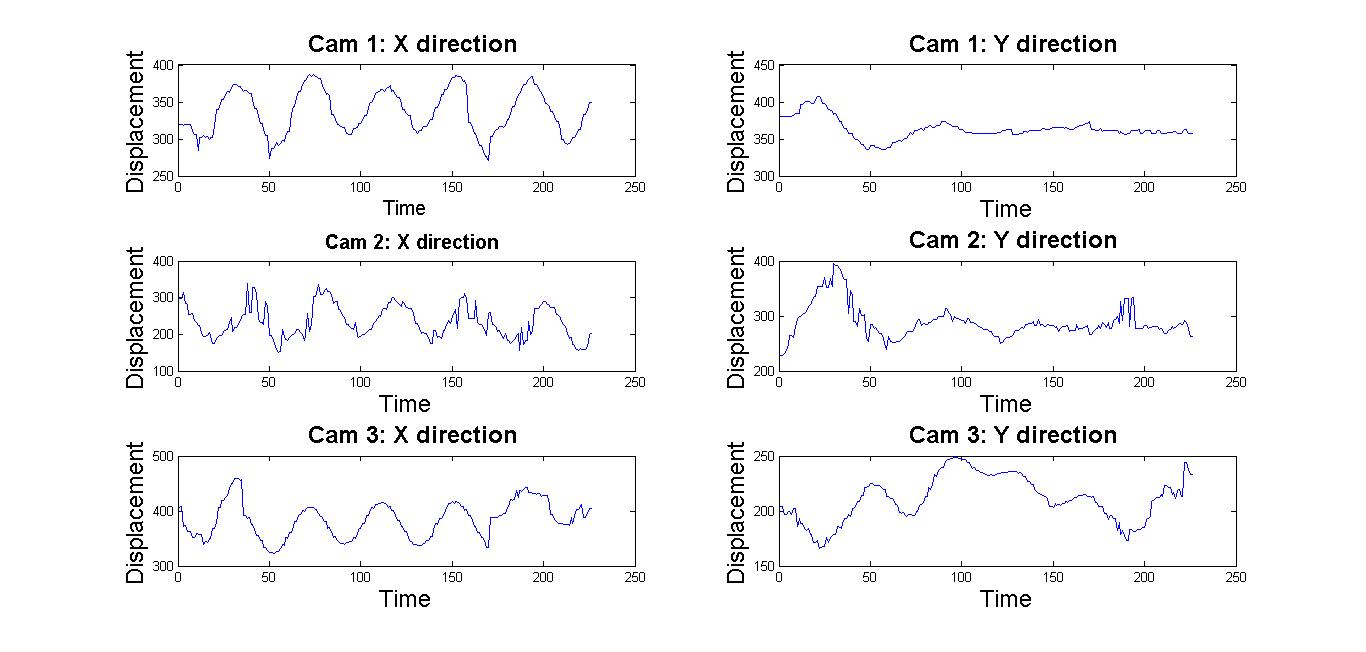 Cam 1: X direction
Displacement
400
350
300
250
0 50 100 150 200 250
Time
Cam 1: Y direction
Displacement
450
400
350
300
0 50 100 150 200 250
Time
Cam 2: X direction
Displacement
400
300
200
100
0 50 100 150 200 250
Time
Cam 2: Y direction
Displacement
400
300
200
0 50 100 150 200 250
Time
Cam 3: X direction
Displacement
500
400
300
0 50 100 150 200 250
Time
Cam 3: Y direction
Displacement
250
200
150
0 50 100 150 200 250
Time